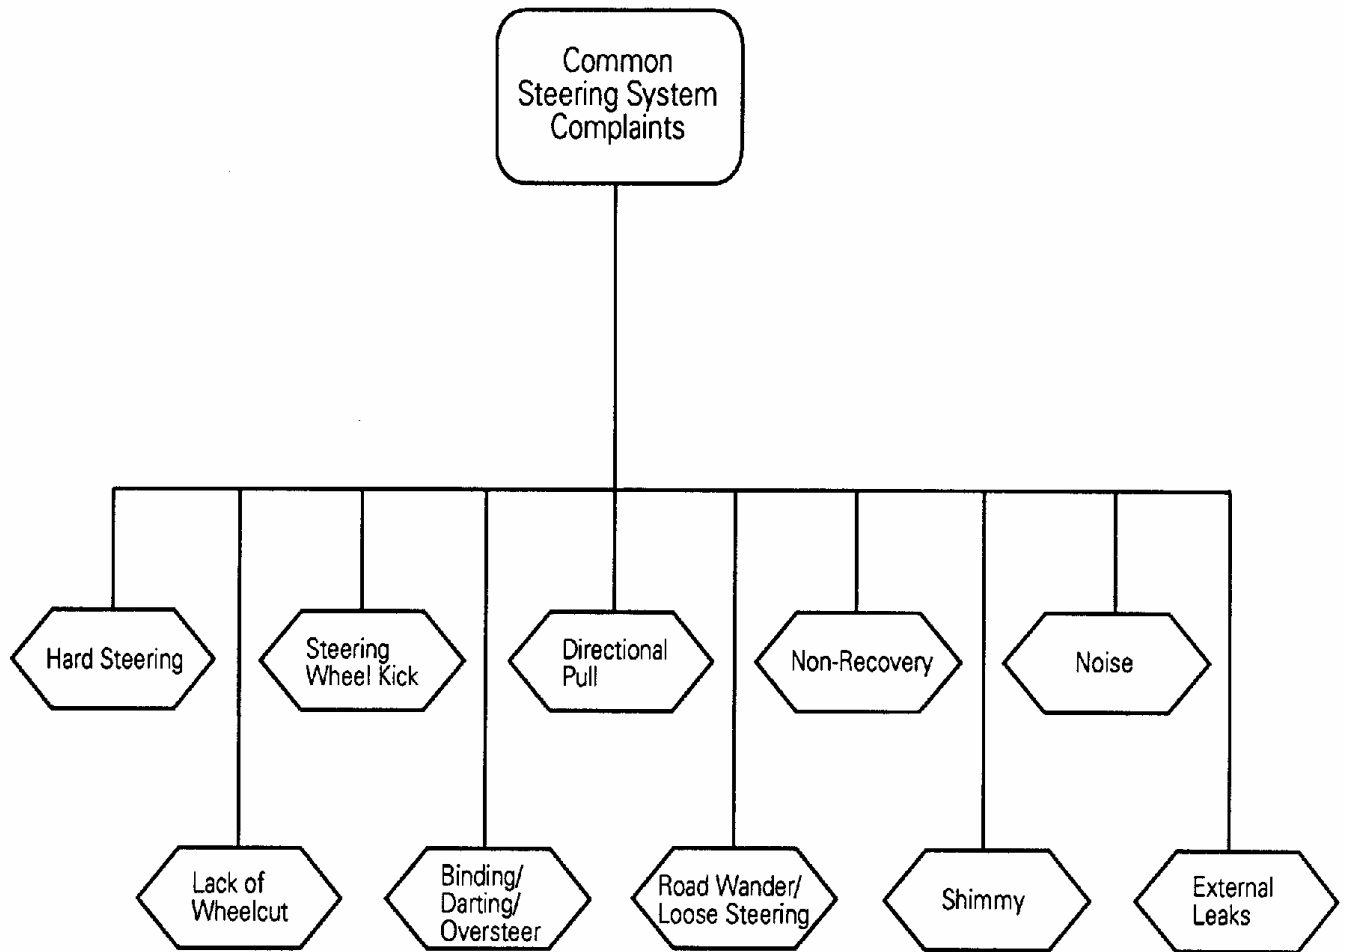 Common
Steering System
Complaints
Hard Steering
Steering
Wheel Kick
Directional
Pull
Non-Recovery
Noise
Lack of
Wheelcut
Binding/
Darting/
Oversteer
Road Wander/
Loose Steering
Shimmy
External
Leaks